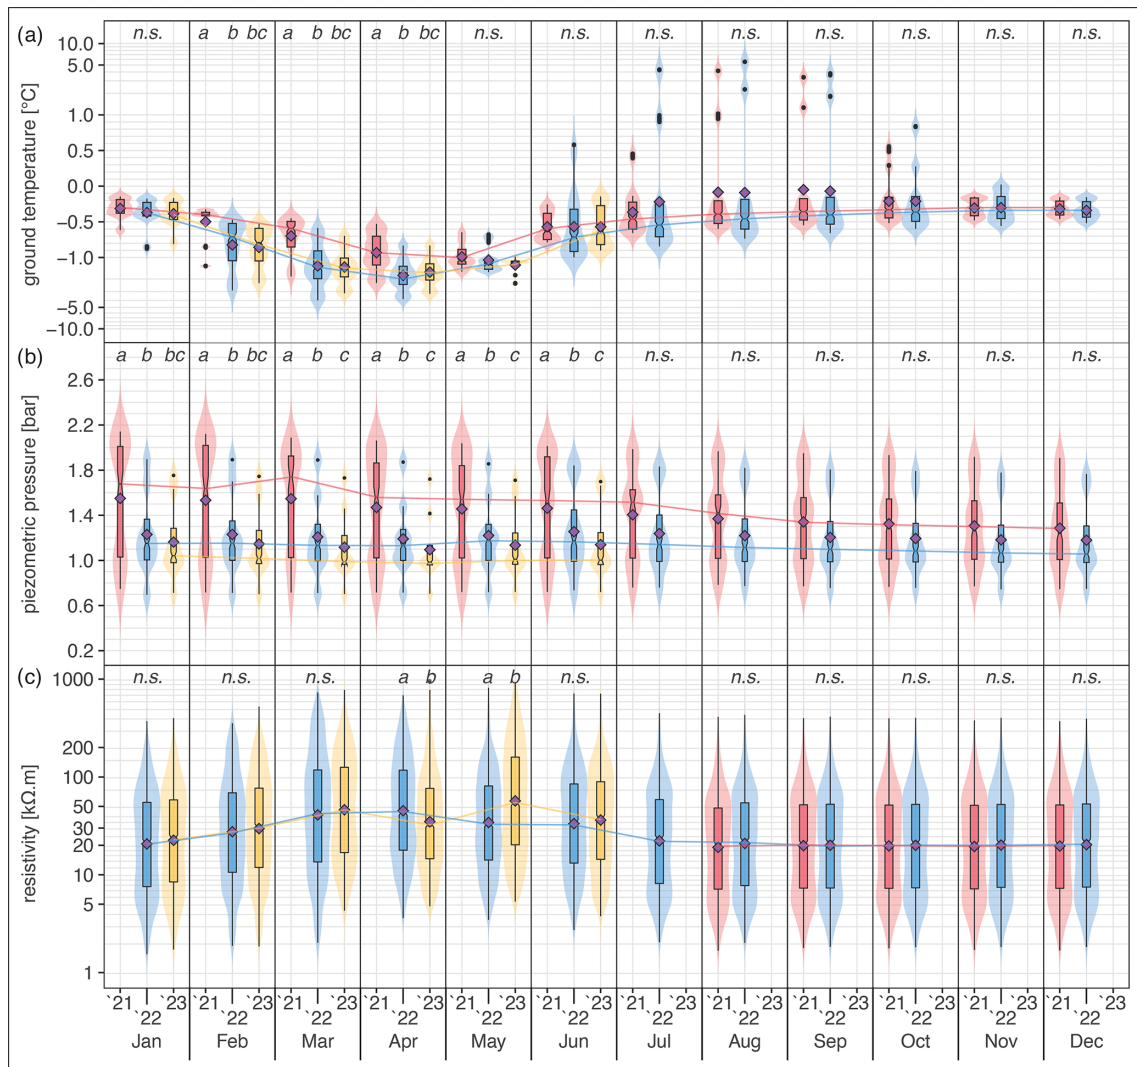 (a) n.s. a b bc a b bc a b bc n.s. n.s. n.s. n.s. n.s. n.s. n.s. n.s.
ground temperature [°C]
10.0
5.0
1.0
0.5
0.0
−0.5
−1.0
−5.0
−10.0
(b) a b bc a b bc a b c a b c a b c a b c n.s. n.s. n.s. n.s. n.s. n.s.
piezometric pressure [bar]
2.6
2.2
1.8
1.4
1.0
0.6
0.2
(c) n.s. n.s. n.s. a b a b n.s. n.s. n.s. n.s. n.s. n.s.
resistivity [kΩ.m]
1000
200
100
50
30
20
10
5
1
`21 `23 `21 `23 `21 `23 `21 `23 `21 `23 `21 `23 `21 `23 `21 `23 `21 `23 `21 `23 `21 `23 `21 `23
`22 `22 `22 `22 `22 `22 `22 `22 `22 `22 `22 `22
Jan Feb Mar Apr May Jun Jul Aug Sep Oct Nov Dec